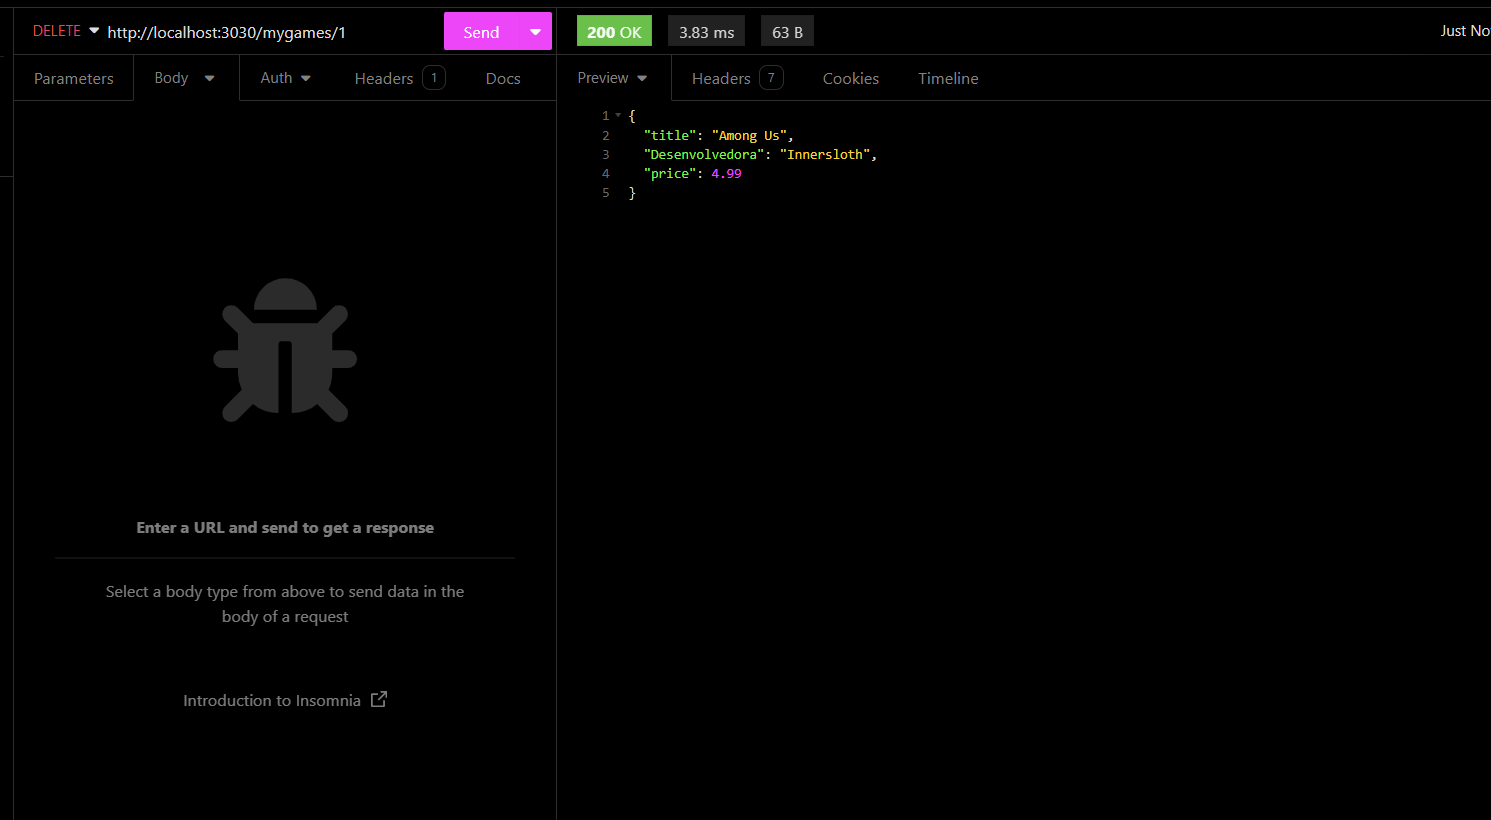 DELETE http://localhost:3030/mygames/1 Send
200 OK 3.83 ms 63 B Just No
Parameters Body Auth Headers 1 Docs
Preview Headers 7 Cookies Timeline
1 {
2 "title": "Among Us",
3 "Desenvolvedora": "Innersloth",
4 "price": 4.99
5 }
Enter a URL and send to get a response
Select a body type from above to send data in the
body of a request
Introduction to Insomnia